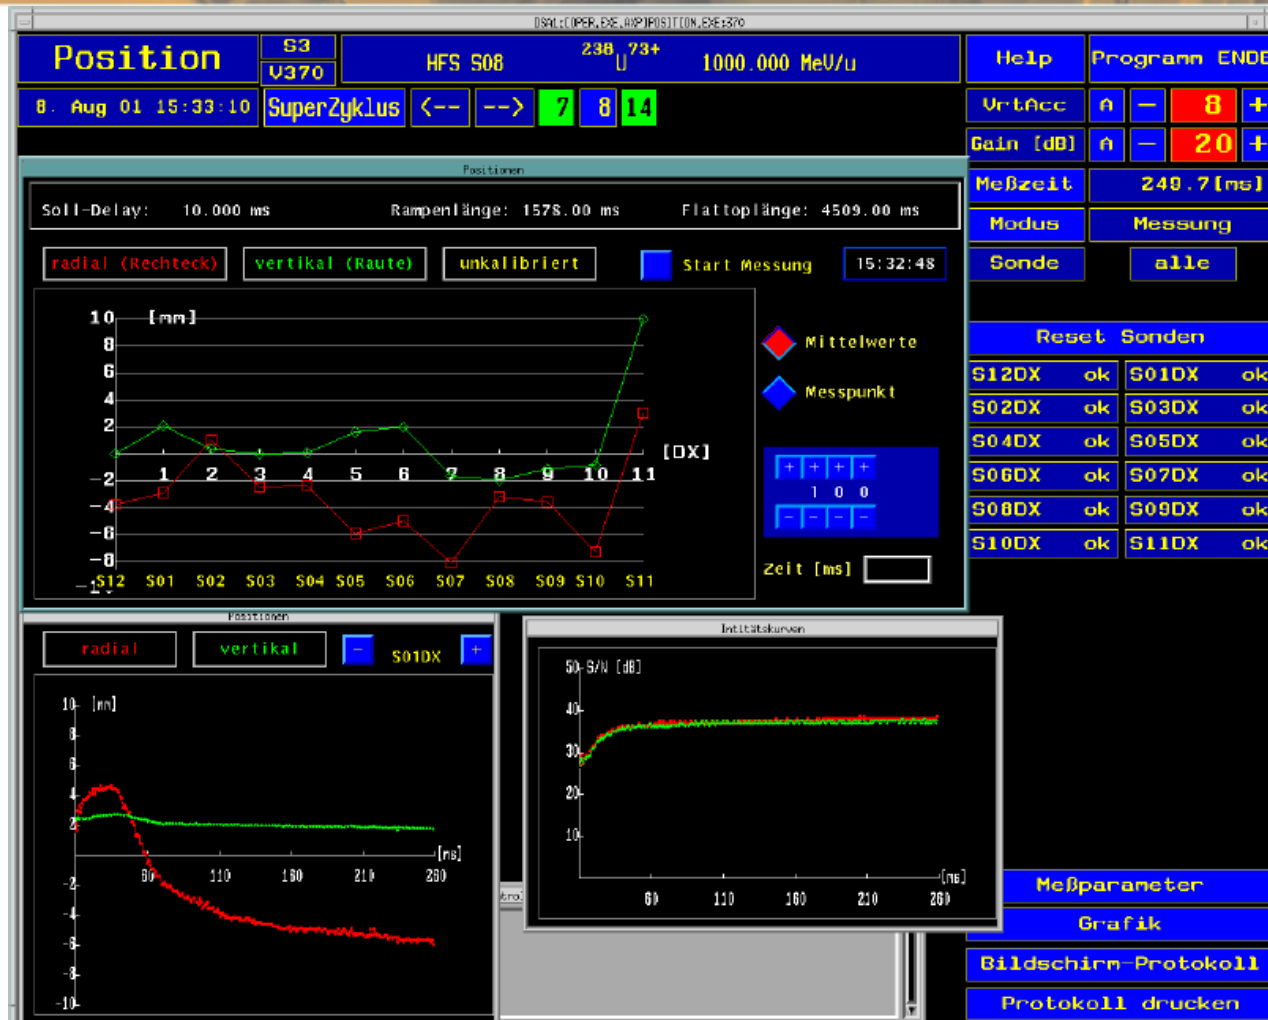 OSA1:[OPER.EXE.AXP]POSITION.EXE;370
Position
S3
V370
HFS S08
238 U 73+
1000.000 MeV/u
Help
Programm ENDE
8. Aug 01 15:33:10
SuperZyklus
<--
-->
7
8
14
VrtAcc
A
-
8
+
Gain [dB]
A
-
20
+
Meßzeit
249.7[ms]
Modus
Messung
Sonde
alle
Positionen
Soll-Delay: 10.000 ms
Rampenlänge: 1578.00 ms
Flattoplänge: 4509.00 ms
radial (Rechteck)
vertikal (Raute)
unkalibriert
Start Messung
15:32:48
10
[mm]
8
6
4
2
[DX]
-2
1 2 3 4 5 6 7 8 9 10 11
-4
-6
-8
S12 S01 S02 S03 S04 S05 S06 S07 S08 S09 S10 S11
Mittelwerte
Messpunkt
+ + + +
1 0 0
- - - -
Zeit [ms]
Reset Sonden
S12DX ok
S01DX ok
S02DX ok
S03DX ok
S04DX ok
S05DX ok
S06DX ok
S07DX ok
S08DX ok
S09DX ok
S10DX ok
S11DX ok
Positionen
radial
vertikal
-
S01DX
+
10
[mm]
8
6
4
2
[ms]
60 110 160 210 260
-2
-4
-6
-8
-10
Intitätskurven
50
S/N [dB]
40
30
20
10
[ms]
60 110 160 210 260
Meßparameter
Grafik
Bildschirm-Protokoll
Protokoll drucken